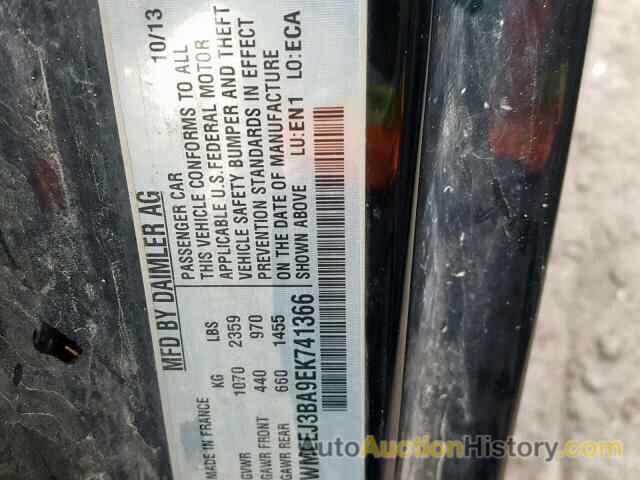 MFD BY DAIMLER AG 10/13
PASSENGER CAR
THIS VEHICLE CONFORMS TO ALL
APPLICABLE U.S. FEDERAL MOTOR
VEHICLE SAFETY BUMPER AND THEFT
PREVENTION STANDARDS IN EFFECT
ON THE DATE OF MANUFACTURE
SHOWN ABOVE LU:EN1 LO:ECA
MADE IN FRANCE KG LBS
GVWR 1070 2359
GAWR FRONT 440 970
GAWR REAR 660 1455
WMEEJ3BA9EK741366
AutoAuctionHistory.com